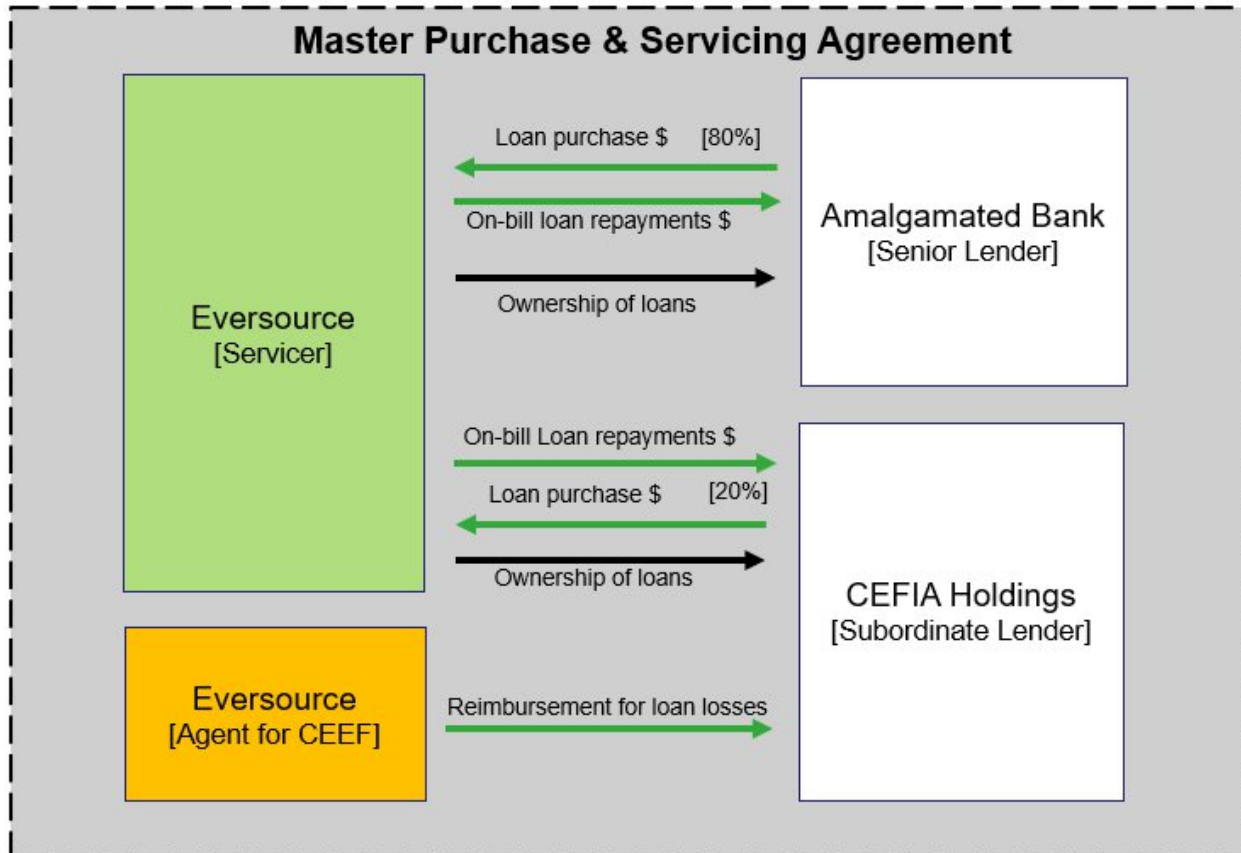 Master Purchase & Servicing Agreement
Eversource
[Servicer]
Loan purchase $ [80%]
On-bill loan repayments $
Ownership of loans
Amalgamated Bank
[Senior Lender]
On-bill Loan repayments $
Loan purchase $ [20%]
Ownership of loans
CEFIA Holdings
[Subordinate Lender]
Eversource
[Agent for CEEF]
Reimbursement for loan losses